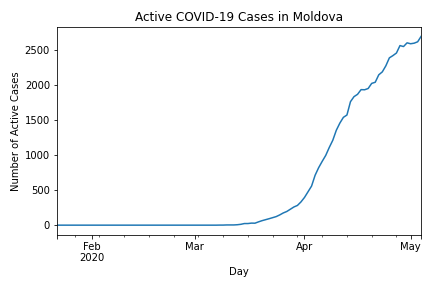 Active COVID-19 Cases in Moldova
Number of Active Cases
2500
2000
1500
1000
500
0
Feb
2020
Mar
Apr
May
Day